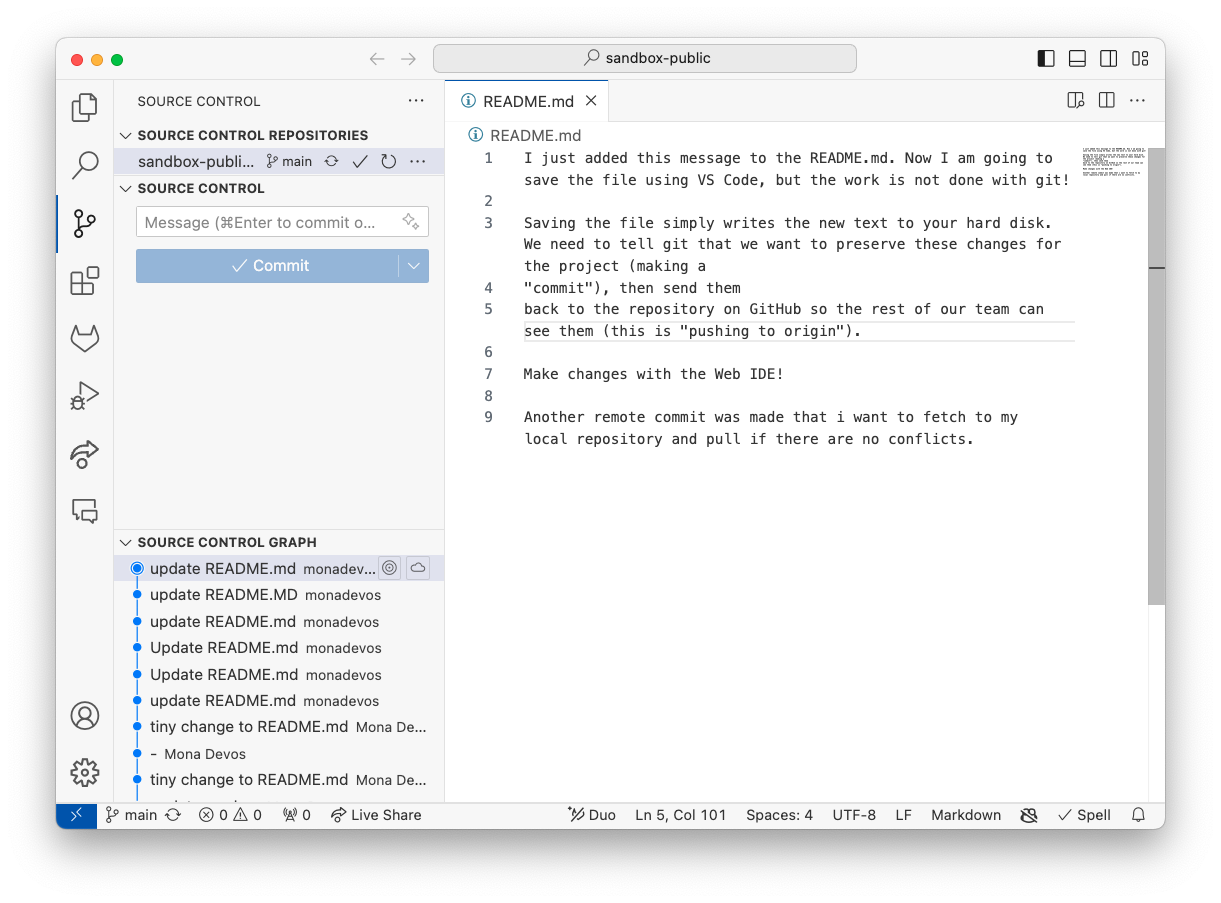 sandbox-public
SOURCE CONTROL
README.md
SOURCE CONTROL REPOSITORIES
README.md
sandbox-publi... main
SOURCE CONTROL
Message (⌘Enter to commit o...
Commit
1 I just added this message to the README.md. Now I am going to
save the file using VS Code, but the work is not done with git!
2
3 Saving the file simply writes the new text to your hard disk.
We need to tell git that we want to preserve these changes for
the project (making a
4 "commit"), then send them
5 back to the repository on GitHub so the rest of our team can
see them (this is "pushing to origin").
6
7 Make changes with the Web IDE!
8
9 Another remote commit was made that i want to fetch to my
local repository and pull if there are no conflicts.
SOURCE CONTROL GRAPH
update README.md monadev...
update README.MD monadevos
update README.md monadevos
Update README.md monadevos
Update README.md monadevos
update README.md monadevos
tiny change to README.md Mona De...
- Mona Devos
tiny change to README.md Mona De...
main 0 0 0 Live Share Duo Ln 5, Col 101 Spaces: 4 UTF-8 LF Markdown Spell